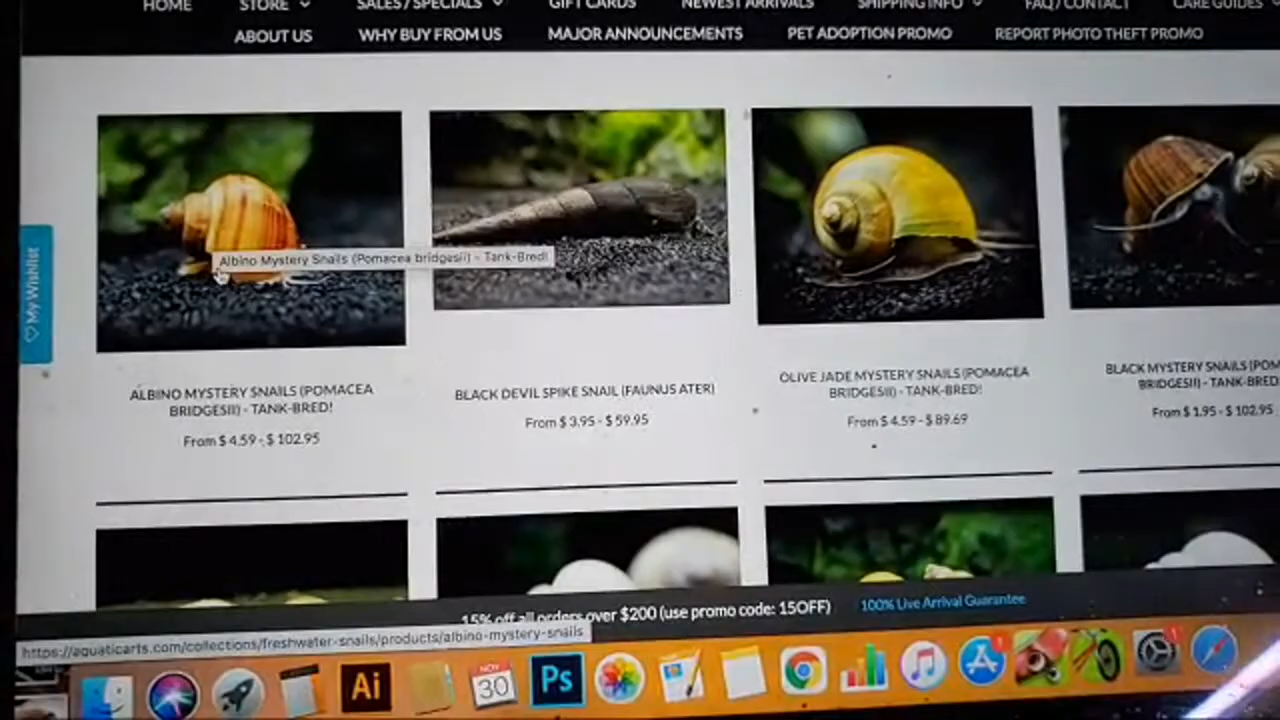 HOME STORE SALES / SPECIALS GIFT CARDS NEWEST ARRIVALS SHIPPING INFO FAQ / CONTACT CARE GUIDES
ABOUT US WHY BUY FROM US MAJOR ANNOUNCEMENTS PET ADOPTION PROMO REPORT PHOTO THEFT PROMO
My Wishlist
Albino Mystery Snails (Pomacea bridgesii) - Tank-Bred!
ALBINO MYSTERY SNAILS (POMACEA
BRIDGESII) - TANK-BRED!
From $ 4.59 - $ 102.95
BLACK DEVIL SPIKE SNAIL (FAUNUS ATER)
From $ 3.95 - $ 59.95
OLIVE JADE MYSTERY SNAILS (POMACEA
BRIDGESII) - TANK-BRED!
From $ 4.59 - $ 89.69
BLACK MYSTERY SNAILS (POM
BRIDGESII) - TANK-BRED
From $ 1.95 - $ 102.95
15% off all orders over $200 (use promo code: 15OFF) 100% Live Arrival Guarantee
https://aquaticarts.com/collections/freshwater-snails/products/albino-mystery-snails
Ai
NOV
30
Ps